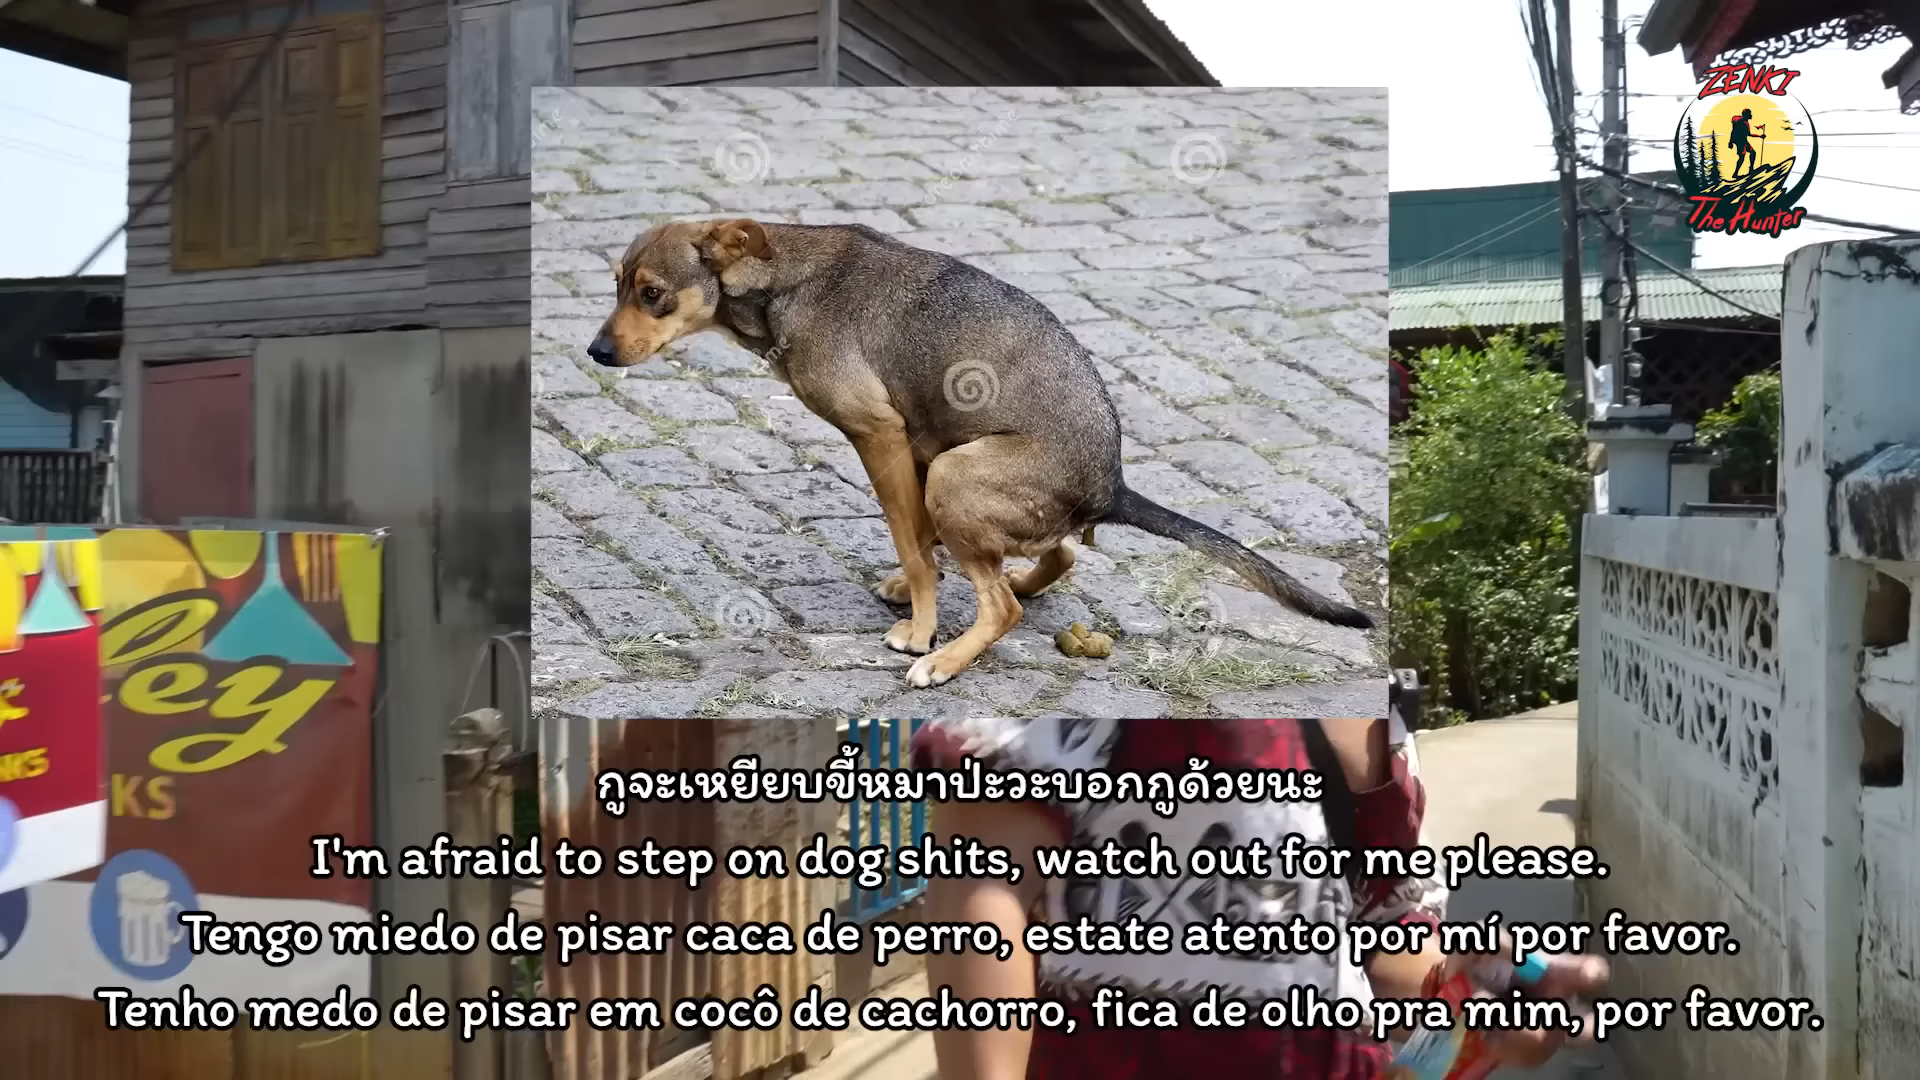 ZENKI
The Hunter
ley
KS
KS
กูจะเหยียบขี้หมาป่ะวะบอกกูด้วยนะ
I'm afraid to step on dog shits, watch out for me please.
Tengo miedo de pisar caca de perro, estate atento por mí por favor.
Tenho medo de pisar em cocô de cachorro, fica de olho pra mim, por favor.